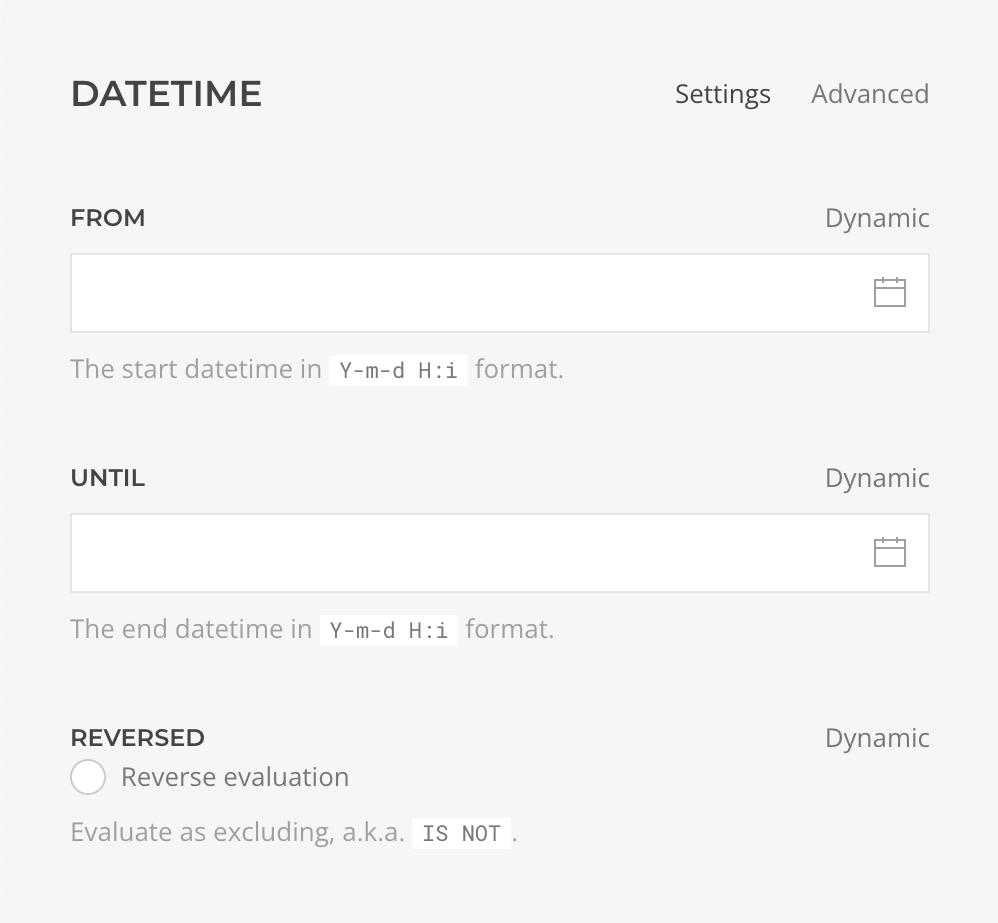 DATETIME Settings Advanced
FROM Dynamic
The start datetime in Y-m-d H:i format.
UNTIL Dynamic
The end datetime in Y-m-d H:i format.
REVERSED Dynamic
Reverse evaluation
Evaluate as excluding, a.k.a. IS NOT.